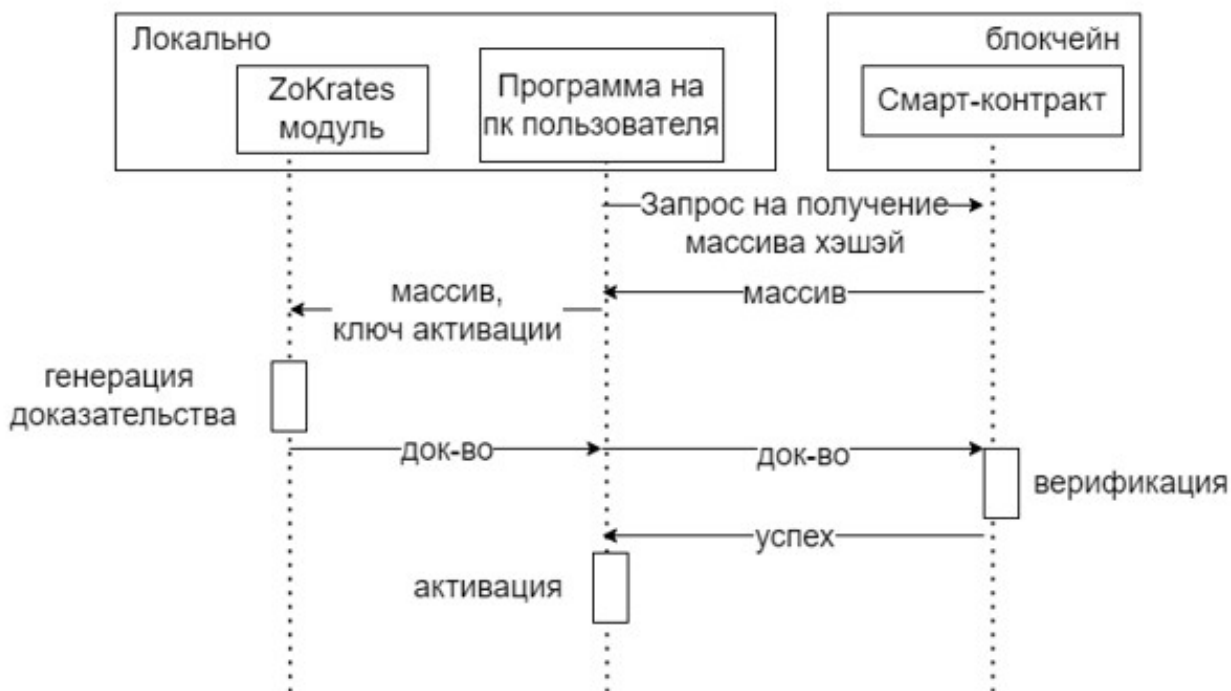 Локально
блокчейн
ZoKrates
модуль
Программа на
пк пользователя
Смарт-контракт
Запрос на получение
массива хэшэй
массив
массив,
ключ активации
генерация
доказательства
док-во
док-во
верификация
успех
активация